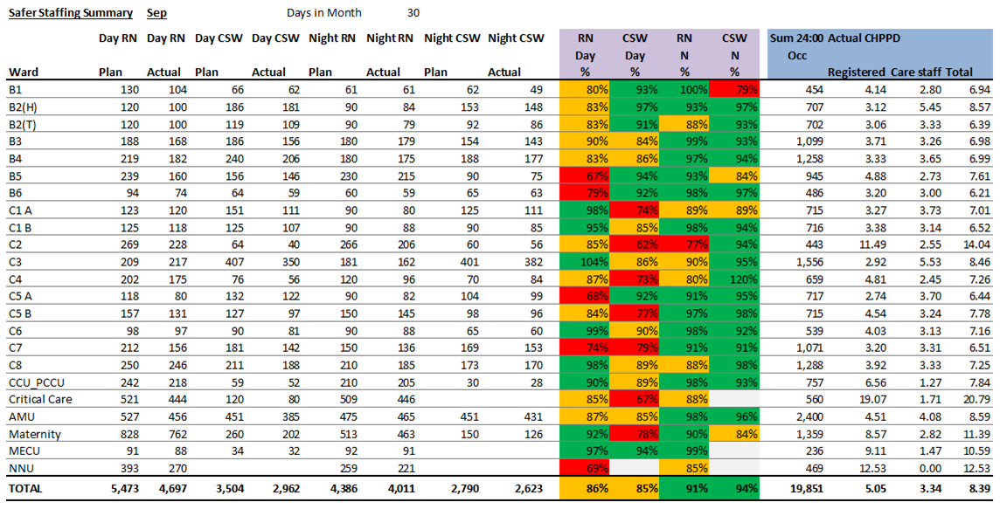 Safer Staffing Summary Sep Days in Month 30
Day RN Day RN Day CSW Day CSW Night RN Night RN Night CSW Night CSW RN CSW RN CSW Sum 24:00 Actual CHPPD
Day Day N N Occ
Ward Plan Actual Plan Actual Plan Actual Plan Actual % % % % Registered Care staff Total
B1 130 104 66 62 61 61 62 49 80% 93% 100% 79% 454 4.14 2.80 6.94
B2(H) 120 100 186 181 90 84 153 148 83% 97% 93% 97% 707 3.12 5.45 8.57
B2(T) 120 100 119 109 90 79 92 86 83% 91% 88% 93% 702 3.06 3.33 6.39
B3 188 168 186 156 180 179 154 143 90% 84% 99% 93% 1,099 3.71 3.26 6.98
B4 219 182 240 206 180 175 188 177 83% 86% 97% 94% 1,258 3.33 3.65 6.99
B5 239 160 156 146 230 215 90 75 67% 94% 93% 84% 945 4.88 2.73 7.61
B6 94 74 64 59 60 59 65 63 79% 92% 98% 97% 486 3.20 3.00 6.21
C1 A 123 120 151 111 90 80 125 111 98% 74% 89% 89% 715 3.27 3.73 7.01
C1 B 125 118 125 107 90 88 90 85 95% 85% 98% 94% 716 3.38 3.14 6.52
C2 269 228 64 40 266 206 60 56 85% 62% 77% 94% 443 11.49 2.55 14.04
C3 209 217 407 350 181 162 401 382 104% 86% 90% 95% 1,556 2.92 5.53 8.46
C4 202 175 76 56 120 96 70 84 87% 73% 80% 120% 659 4.81 2.45 7.26
C5 A 118 80 132 122 90 82 104 99 68% 92% 91% 95% 717 2.74 3.70 6.44
C5 B 157 131 127 97 150 145 98 96 84% 77% 97% 98% 715 4.54 3.24 7.78
C6 98 97 90 81 90 88 65 60 99% 90% 98% 92% 539 4.03 3.13 7.16
C7 212 156 181 142 150 136 169 153 74% 79% 91% 91% 1,071 3.20 3.31 6.51
C8 250 246 211 188 210 185 173 170 98% 89% 88% 98% 1,288 3.92 3.33 7.25
CCU_PCCU 242 218 59 52 210 205 30 28 90% 89% 98% 93% 757 6.56 1.27 7.84
Critical Care 521 444 120 80 509 446 85% 67% 88% 560 19.07 1.71 20.79
AMU 527 456 451 385 475 465 451 431 87% 85% 98% 96% 2,400 4.51 4.08 8.59
Maternity 828 762 260 202 513 463 150 126 92% 78% 90% 84% 1,359 8.57 2.82 11.39
MECU 91 88 34 32 92 91 97% 94% 99% 236 9.11 1.47 10.59
NNU 393 270 259 221 69% 85% 469 12.53 0.00 12.53
TOTAL 5,473 4,697 3,504 2,962 4,386 4,011 2,790 2,623 86% 85% 91% 94% 19,851 5.05 3.34 8.39